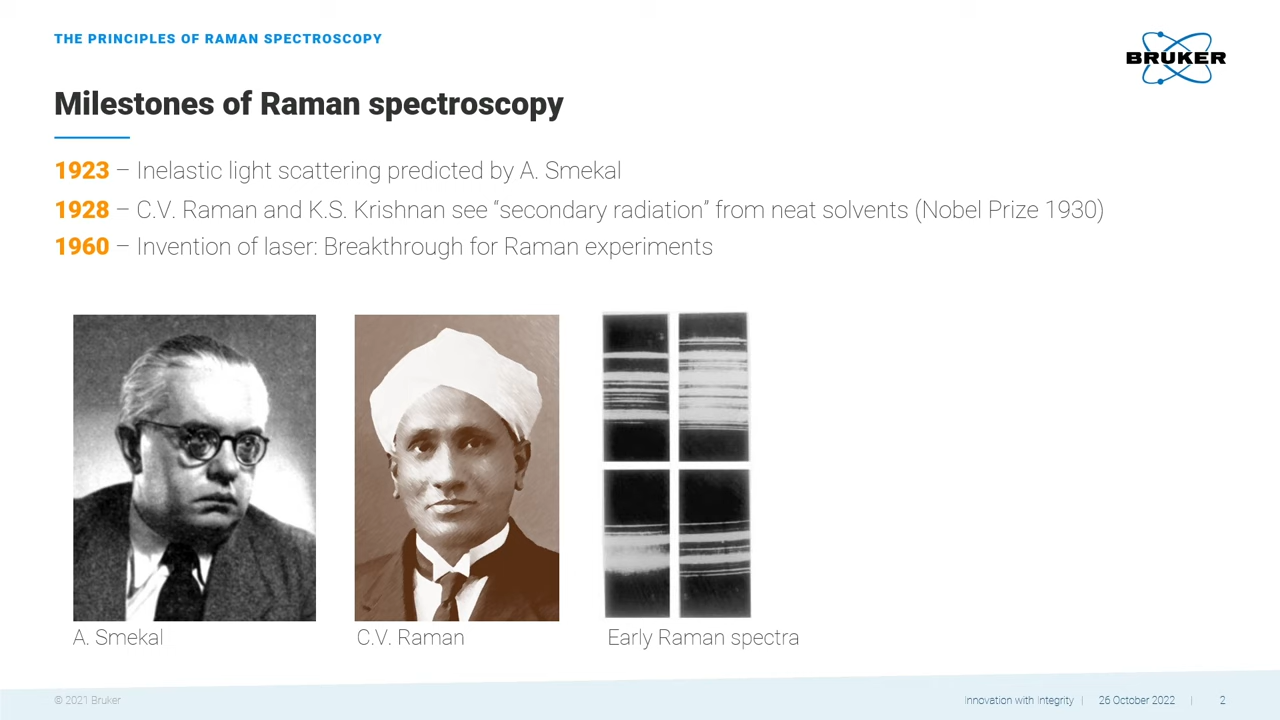 THE PRINCIPLES OF RAMAN SPECTROSCOPY
BRUKER
Milestones of Raman spectroscopy
1923 – Inelastic light scattering predicted by A. Smekal
1928 – C.V. Raman and K.S. Krishnan see “secondary radiation” from neat solvents (Nobel Prize 1930)
1960 – Invention of laser: Breakthrough for Raman experiments
A. Smekal
C.V. Raman
Early Raman spectra
© 2021 Bruker
Innovation with Integrity | 26 October 2022 | 2